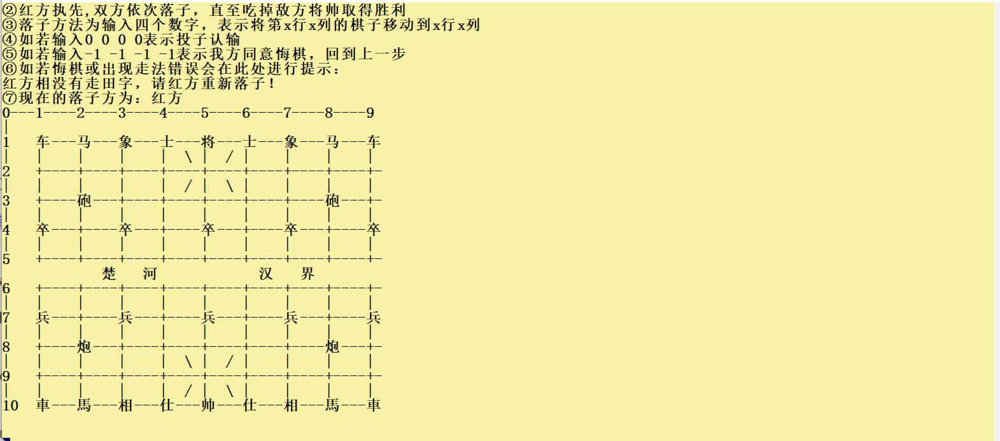 ②红方执先,双方依次落子，直至吃掉敌方将帅取得胜利
③落子方法为输入四个数字，表示将第x行x列的棋子移动到x行x列
④如若输入0 0 0 0表示投子认输
⑤如若输入-1 -1 -1 -1表示我方同意悔棋，回到上一步
⑥如若悔棋或出现走法错误会在此处进行提示：
红方相没有走田字，请红方重新落子！
⑦现在的落子方为：红方
0---1----2----3----4----5----6----7----8----9
|
1   车---马---象---士---将---士---象---马---车
|   |    |    |    |  \ |  / |    |    |    |
2   +----+----+----+----+----+----+----+----+-
|   |    |    |    |  / |  \ |    |    |    |
3   +----砲---+----+----+----+----+----砲---+-
|   |    |    |    |    |    |    |    |    |
4   卒---+----卒---+----卒---+----卒---+----卒
|   |    |    |    |    |    |    |    |    |
5   +----+----+----+----+----+----+----+----+-
楚   河            汉   界
6   +----+----+----+----+----+----+----+----+-
|   |    |    |    |    |    |    |    |    |
7   兵---+----兵---+----兵---+----兵---+----兵
|   |    |    |    |    |    |    |    |    |
8   +----炮---+----+----+----+----+----炮---+-
|   |    |    |    |  \ |  / |    |    |    |
9   +----+----+----+----+----+----+----+----+-
|   |    |    |    |  / |  \ |    |    |    |
10  車---馬---相---仕---帅---仕---相---馬---車